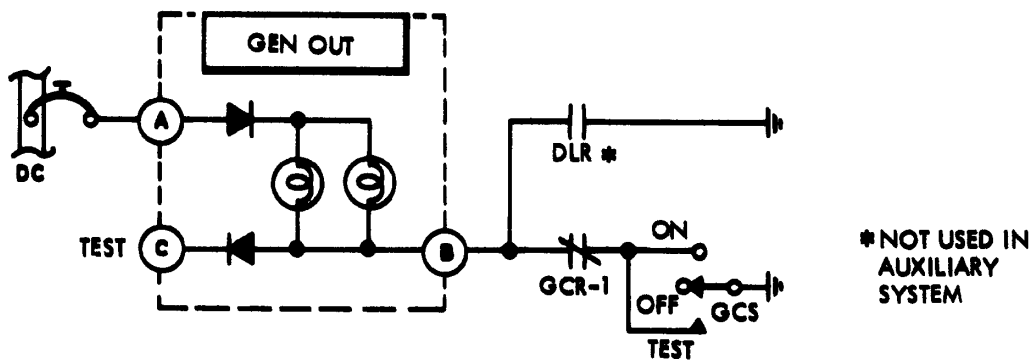 GEN OUT
A
DC
DLR *
TEST
C
B
ON
GCR-1
OFF
GCS
TEST
* NOT USED IN
AUXILIARY
SYSTEM